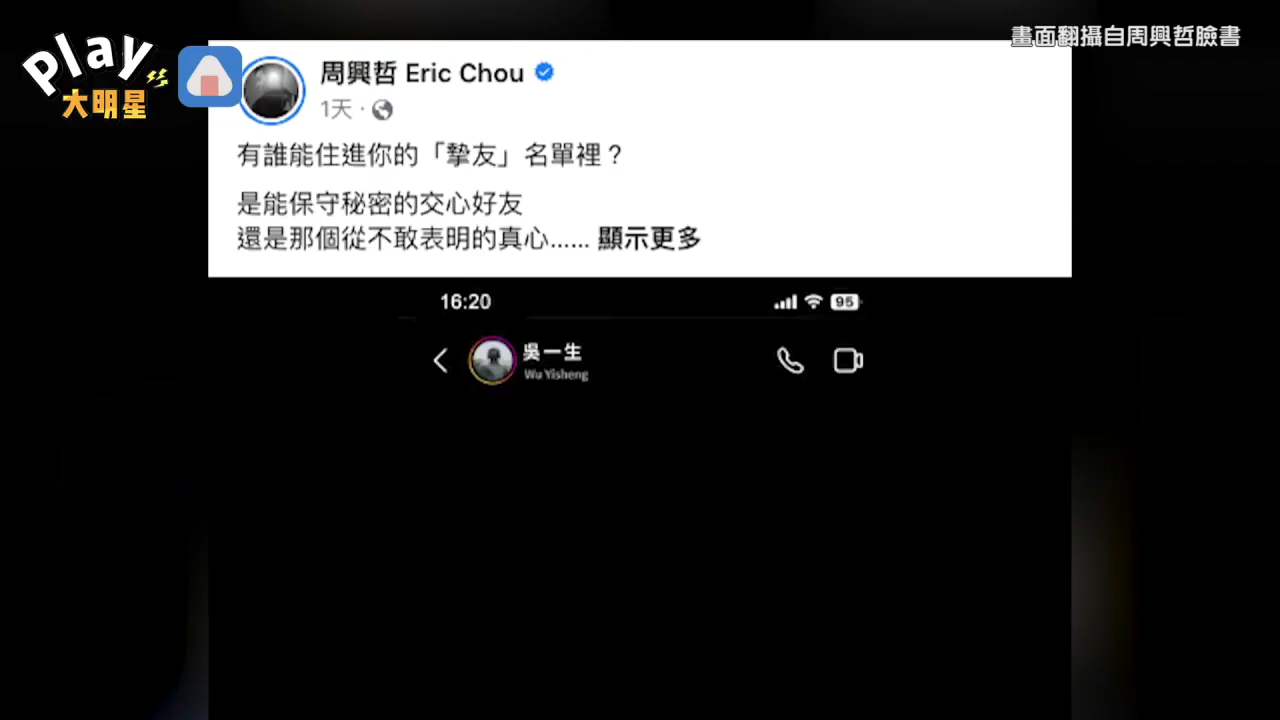 Play
大明星
畫面翻攝自周興哲臉書
周興哲 Eric Chou
1天
有誰能住進你的「摯友」名單裡？
是能保守秘密的交心好友
還是那個從不敢表明的真心...... 顯示更多
16:20
95
吳一生
Wu Yisheng